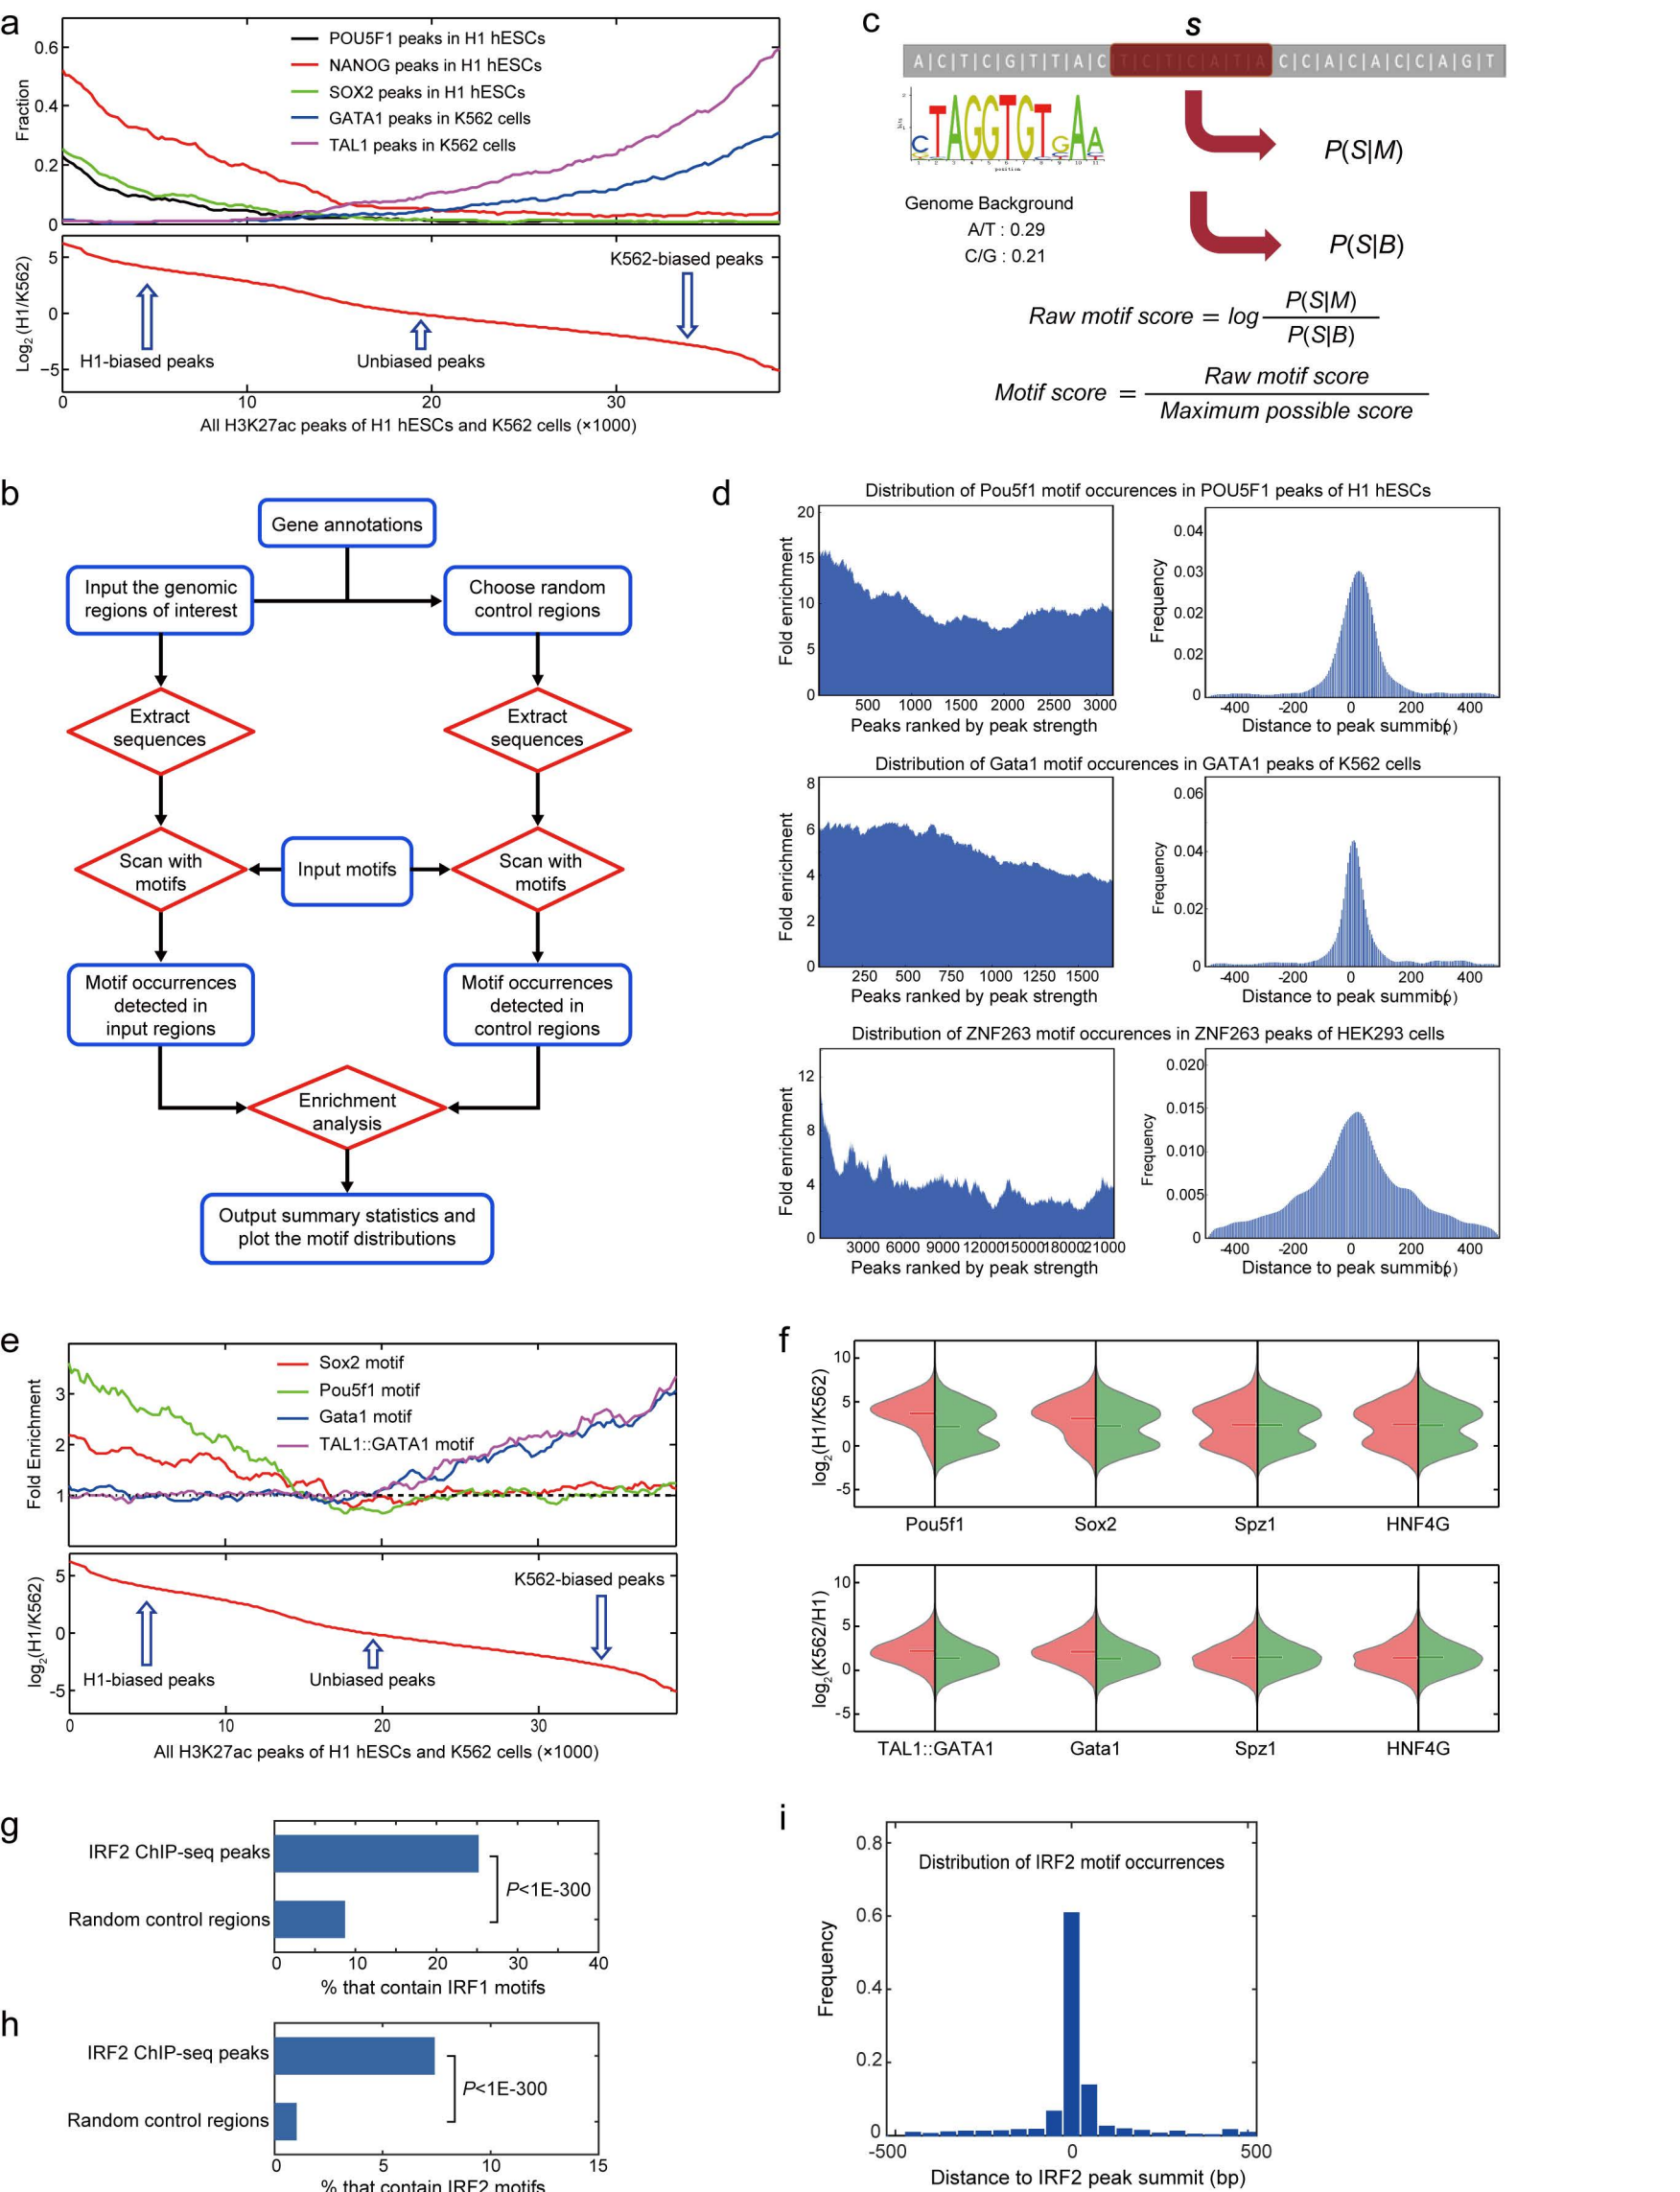 a
POU5F1 peaks in H1 hESCs
NANOG peaks in H1 hESCs
SOX2 peaks in H1 hESCs
GATA1 peaks in K562 cells
TAL1 peaks in K562 cells
Fraction
0.6
0.4
0.2
0
Log2 (H1/K562)
5
0
−5
H1-biased peaks
Unbiased peaks
K562-biased peaks
0 10 20 30
All H3K27ac peaks of H1 hESCs and K562 cells (×1000)
c
S
A|C|T|C|G|T|T|A|C|T|C|T|C|A|T|A|C|C|A|C|A|C|C|A|G|T
CTAGGTGTGAA
position
Genome Background
A/T : 0.29
C/G : 0.21
P(S|M)
P(S|B)
Raw motif score = log P(S|M)
P(S|B)
Motif score = Raw motif score
Maximum possible score
b
Gene annotations
Input the genomic
regions of interest
Choose random
control regions
Extract
sequences
Extract
sequences
Scan with
motifs
Input motifs
Scan with
motifs
Motif occurrences
detected in
input regions
Motif occurrences
detected in
control regions
Enrichment
analysis
Output summary statistics and
plot the motif distributions
d
Distribution of Pou5f1 motif occurences in POU5F1 peaks of H1 hESCs
Fold enrichment
20
15
10
5
0
500 1000 1500 2000 2500 3000
Peaks ranked by peak strength
Frequency
0.04
0.03
0.02
0.02
0
-400 -200 0 200 400
Distance to peak summit(bp)
Distribution of Gata1 motif occurences in GATA1 peaks of K562 cells
Fold enrichment
8
6
4
2
0
250 500 750 1000 1250 1500
Peaks ranked by peak strength
Frequency
0.06
0.04
0.02
0
-400 -200 0 200 400
Distance to peak summit(bp)
Distribution of ZNF263 motif occurences in ZNF263 peaks of HEK293 cells
Fold enrichment
12
8
4
0
3000 6000 9000 12000 15000 18000 21000
Peaks ranked by peak strength
Frequency
0.020
0.015
0.010
0.005
0
-400 -200 0 200 400
Distance to peak summit(bp)
e
Sox2 motif
Pou5f1 motif
Gata1 motif
TAL1::GATA1 motif
Fold Enrichment
3
2
1
log2(H1/K562)
5
0
-5
H1-biased peaks
Unbiased peaks
K562-biased peaks
0 10 20 30
All H3K27ac peaks of H1 hESCs and K562 cells (×1000)
f
log2(H1/K562)
10
5
0
-5
Pou5f1 Sox2 Spz1 HNF4G
log2(K562/H1)
10
5
0
-5
TAL1::GATA1 Gata1 Spz1 HNF4G
g
IRF2 ChIP-seq peaks
Random control regions
P<1E-300
0 10 20 30 40
% that contain IRF1 motifs
h
IRF2 ChIP-seq peaks
Random control regions
P<1E-300
0 5 10 15
% that contain IRF2 motifs
i
Distribution of IRF2 motif occurrences
Frequency
0.8
0.6
0.4
0.2
0
-500 0 500
Distance to IRF2 peak summit (bp)